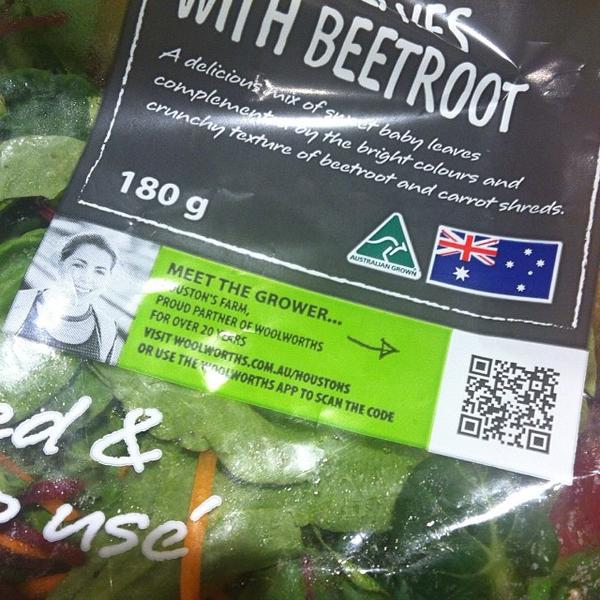 WITH BEETROOT
A delicious mix of sweet baby leaves
complemented by the bright colours and
crunchy texture of beetroot and carrot shreds.
180 g
AUSTRALIAN GROWN
MEET THE GROWER...
HOUSTON'S FARM,
PROUD PARTNER OF WOOLWORTHS
FOR OVER 20 YEARS
VISIT WOOLWORTHS.COM.AU/HOUSTONS
OR USE THE WOOLWORTHS APP TO SCAN THE CODE
ed &
o use